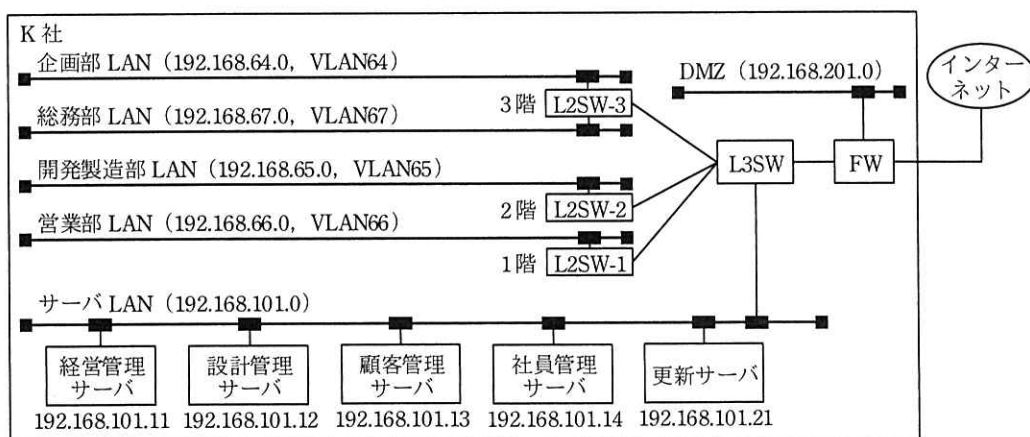 K社
企画部 LAN（192.168.64.0，VLAN64）
DMZ（192.168.201.0）
インター
ネット
3階 L2SW-3
総務部 LAN（192.168.67.0，VLAN67）
L3SW
FW
開発製造部 LAN（192.168.65.0，VLAN65）
2階 L2SW-2
営業部 LAN（192.168.66.0，VLAN66）
1階 L2SW-1
サーバ LAN（192.168.101.0）
経営管理
サーバ
192.168.101.11
設計管理
サーバ
192.168.101.12
顧客管理
サーバ
192.168.101.13
社員管理
サーバ
192.168.101.14
更新サーバ
192.168.101.21